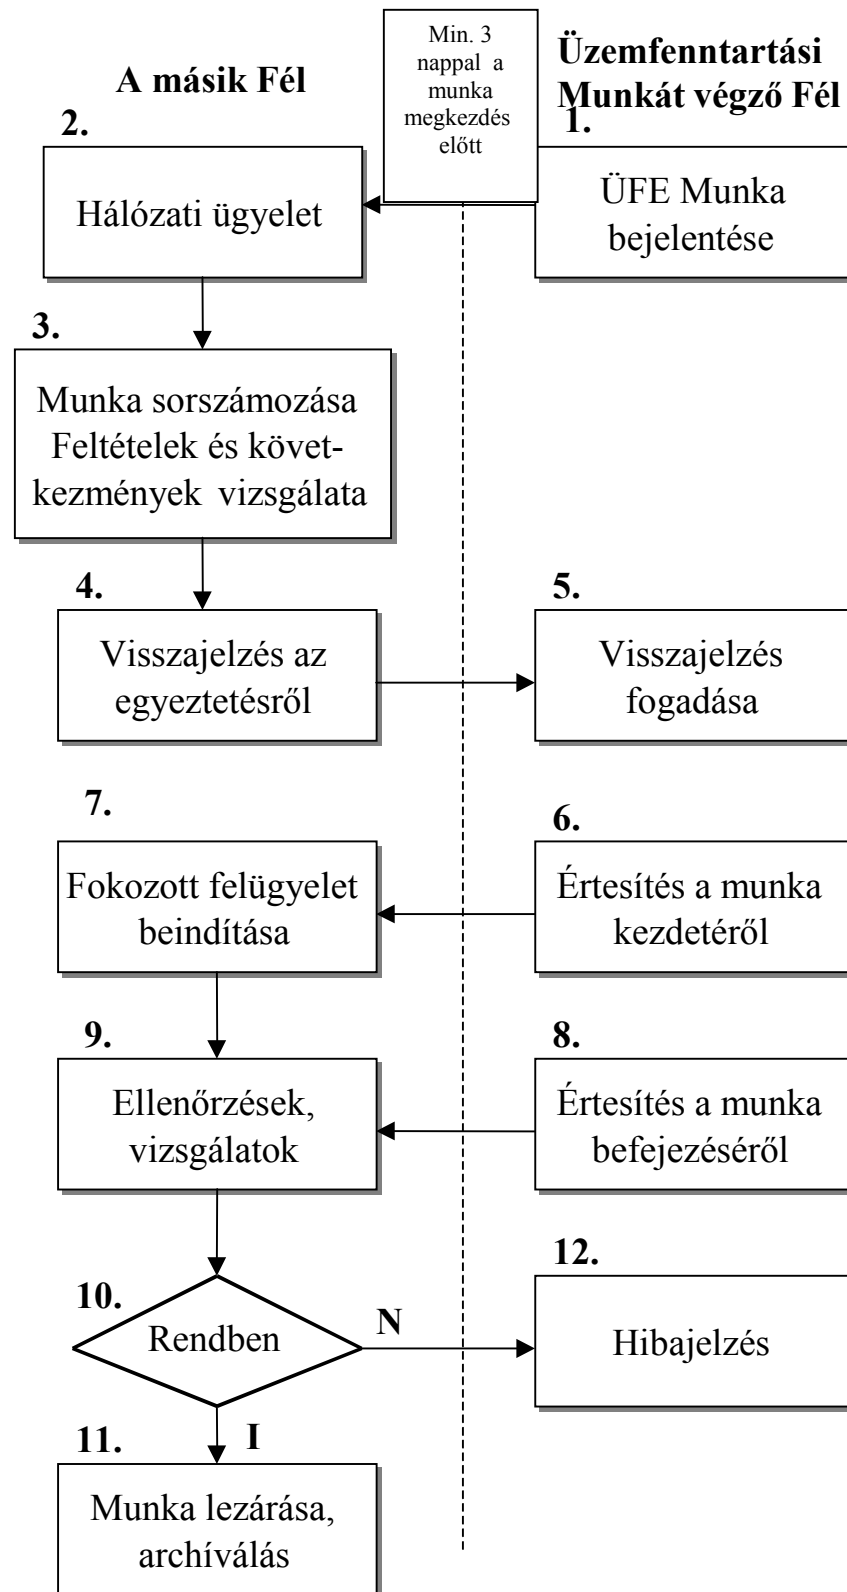 Min. 3
nappal a
munka
megkezdés
előtt
A másik Fél
Üzemfenntartási
Munkát végző Fél
1.
ÜFE Munka
bejelentése
2.
Hálózati ügyelet
3.
Munka sorszámozása
Feltételek és követ-
kezmények vizsgálata
4.
Visszajelzés az
egyeztetésről
5.
Visszajelzés
fogadása
6.
Értesítés a munka
kezdetéről
7.
Fokozott felügyelet
beindítása
8.
Értesítés a munka
befejezéséről
9.
Ellenőrzések,
vizsgálatok
10.
Rendben
N
I
11.
Munka lezárása,
archíválás
12.
Hibajelzés